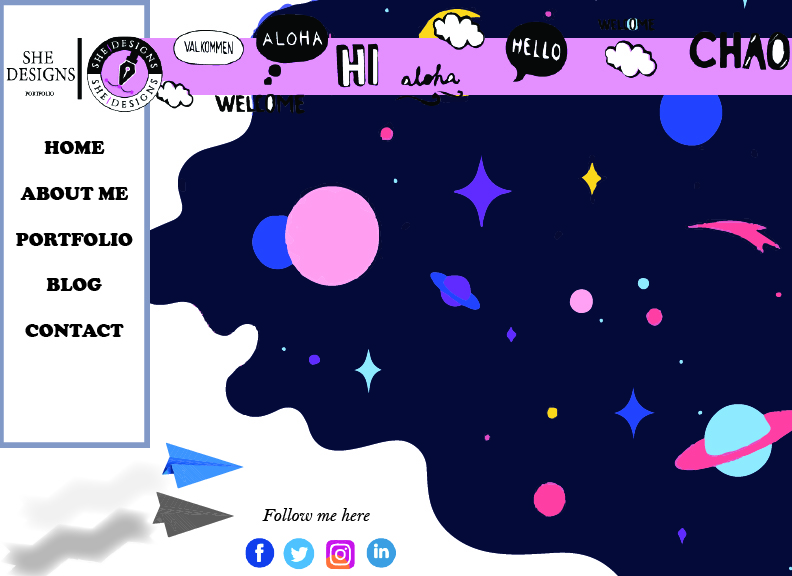 SHE
DESIGNS
PORTFOLIO
SHE|DESIGNS
SHE|DESIGNS
VALKOMMEN
ALOHA
WELCOME
HI
aloha
HELLO
WELCOME
CHAO
HOME
ABOUT ME
PORTFOLIO
BLOG
CONTACT
Follow me here
f
in